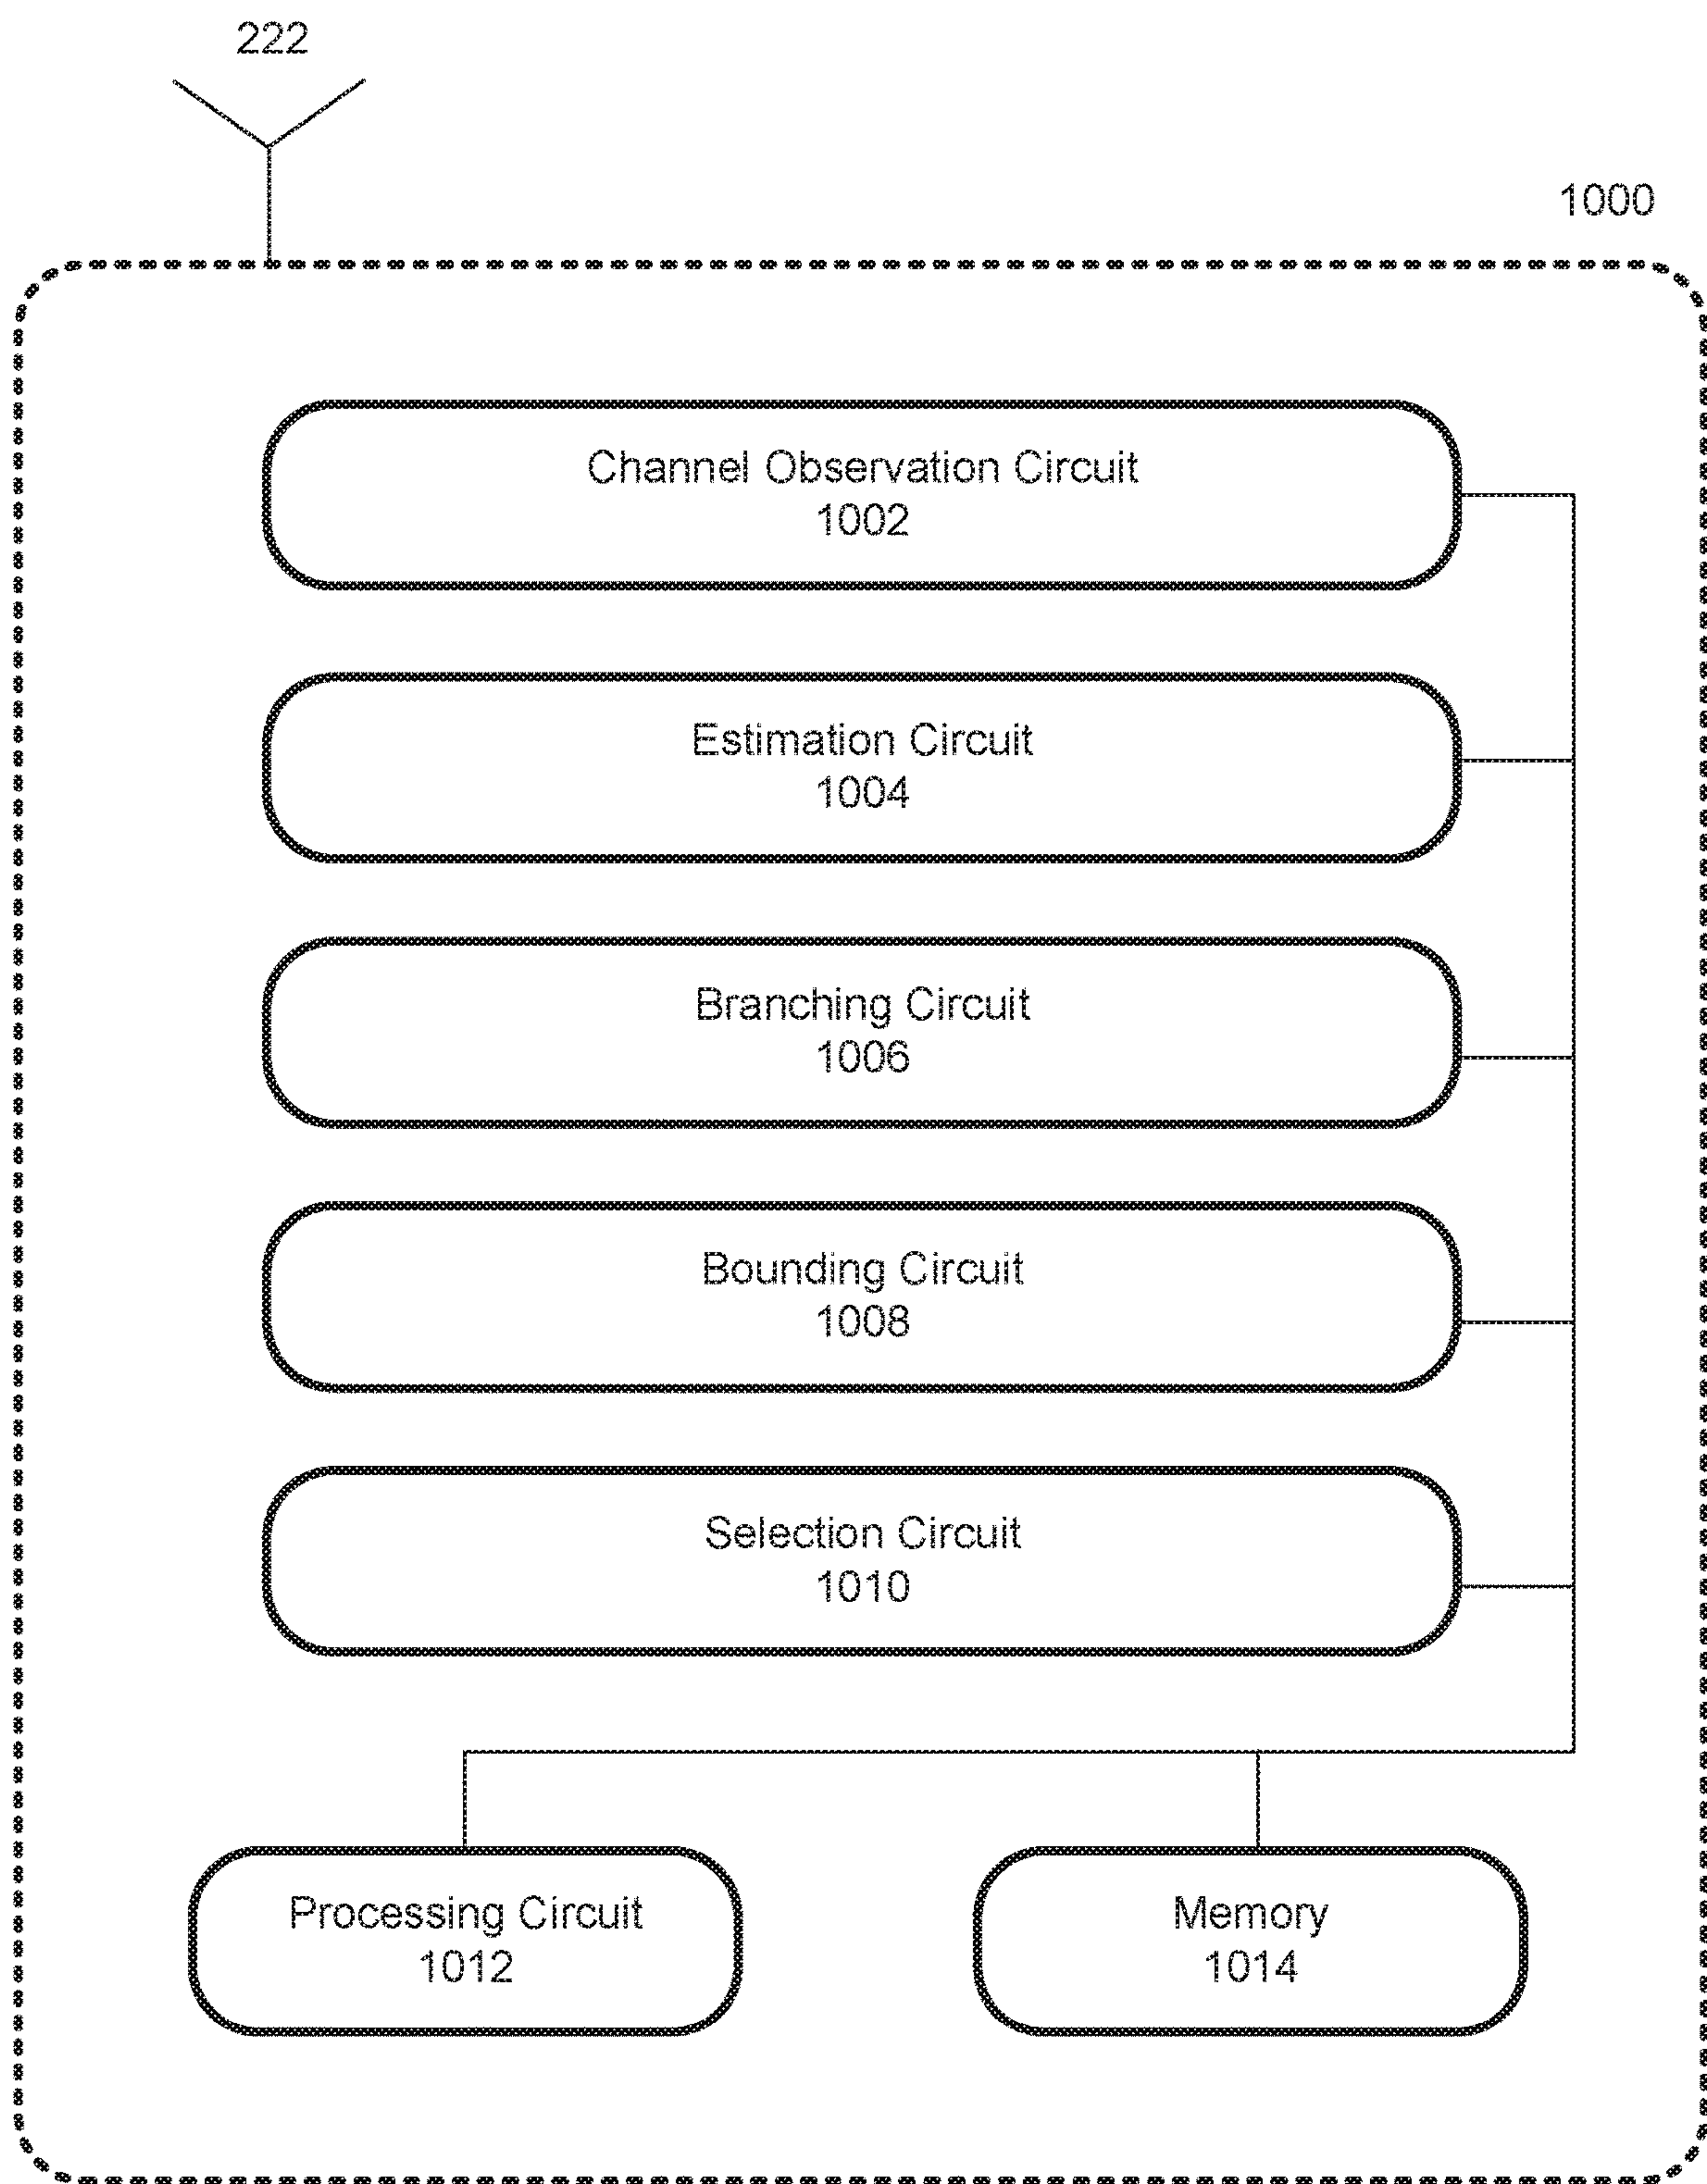 222
1000
Channel Observation Circuit
1002
Estimation Circuit
1004
Branching Circuit
1006
Bounding Circuit
1008
Selection Circuit
1010
Processing Circuit
1012
Memory
1014